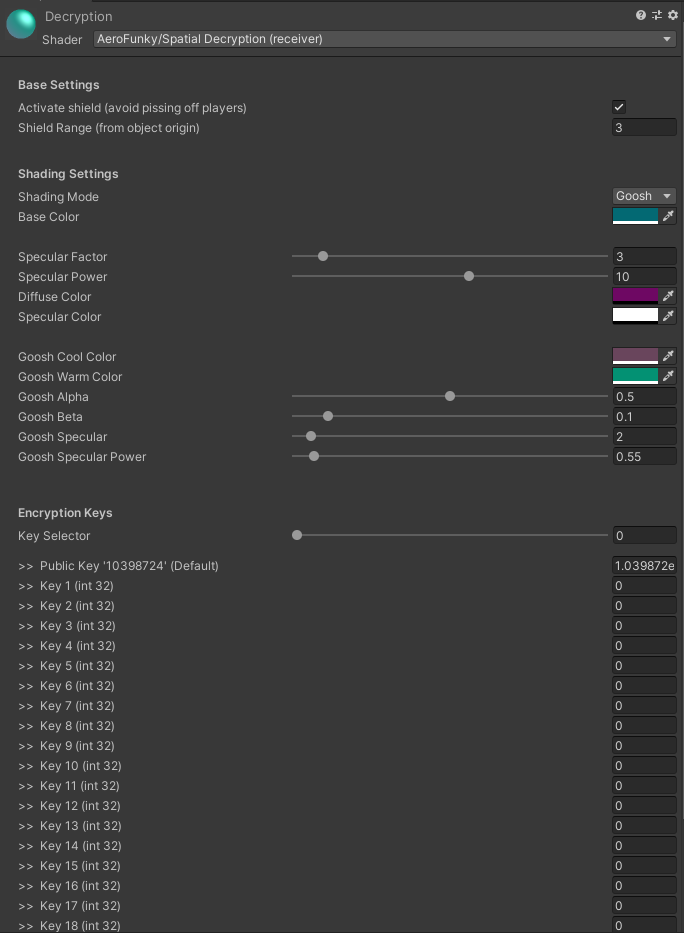 Decryption
Shader AeroFunky/Spatial Decryption (receiver)
Base Settings
Activate shield (avoid pissing off players)
Shield Range (from object origin) 3
Shading Settings
Shading Mode Goosh
Base Color
Specular Factor 3
Specular Power 10
Diffuse Color
Specular Color
Goosh Cool Color
Goosh Warm Color
Goosh Alpha 0.5
Goosh Beta 0.1
Goosh Specular 2
Goosh Specular Power 0.55
Encryption Keys
Key Selector 0
>> Public Key '10398724' (Default) 1.039872e
>> Key 1 (int 32) 0
>> Key 2 (int 32) 0
>> Key 3 (int 32) 0
>> Key 4 (int 32) 0
>> Key 5 (int 32) 0
>> Key 6 (int 32) 0
>> Key 7 (int 32) 0
>> Key 8 (int 32) 0
>> Key 9 (int 32) 0
>> Key 10 (int 32) 0
>> Key 11 (int 32) 0
>> Key 12 (int 32) 0
>> Key 13 (int 32) 0
>> Key 14 (int 32) 0
>> Key 15 (int 32) 0
>> Key 16 (int 32) 0
>> Key 17 (int 32) 0
>> Key 18 (int 32) 0